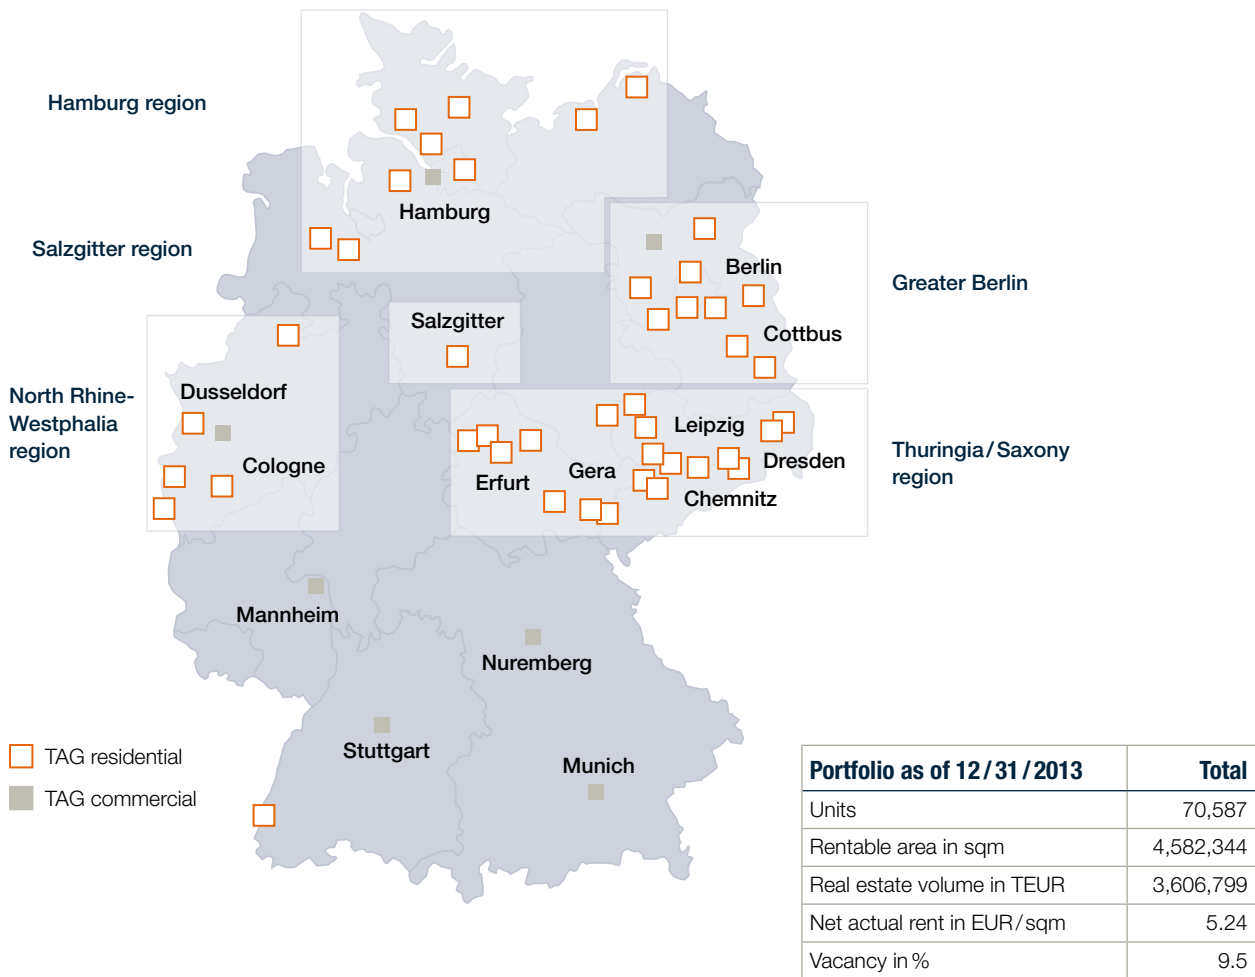 Hamburg region
Hamburg
Salzgitter region
Berlin
Greater Berlin
Salzgitter
Cottbus
Dusseldorf
North Rhine-
Westphalia
region
Cologne
Leipzig
Thuringia/Saxony
region
Dresden
Gera
Erfurt
Chemnitz
Mannheim
Nuremberg
Stuttgart
Munich
TAG residential
TAG commercial
Portfolio as of 12/31/2013 Total
Units 70,587
Rentable area in sqm 4,582,344
Real estate volume in TEUR 3,606,799
Net actual rent in EUR/sqm 5.24
Vacancy in % 9.5